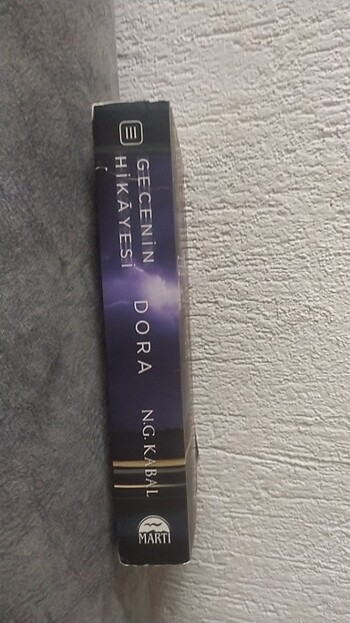 III
GECENİN
HİKÂYESİ
DORA
N.G. KABAL
MARTI